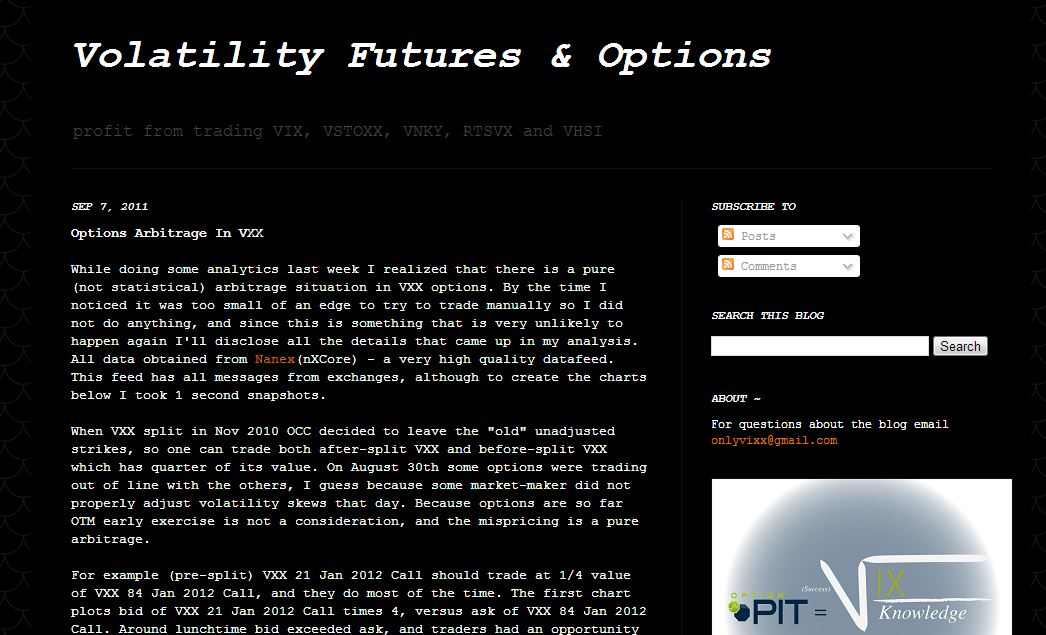 Volatility Futures & Options
profit from trading VIX, VSTOXX, VNKY, RTSVX and VHSI
SEP 7, 2011
Options Arbitrage In VXX
While doing some analytics last week I realized that there is a pure
(not statistical) arbitrage situation in VXX options. By the time I
noticed it was too small of an edge to try to trade manually so I did
not do anything, and since this is something that is very unlikely to
happen again I'll disclose all the details that came up in my analysis.
All data obtained from Nanex(nXCore) - a very high quality datafeed.
This feed has all messages from exchanges, although to create the charts
below I took 1 second snapshots.
When VXX split in Nov 2010 OCC decided to leave the "old" unadjusted
strikes, so one can trade both after-split VXX and before-split VXX
which has quarter of its value. On August 30th some options were trading
out of line with the others, I guess because some market-maker did not
properly adjust volatility skews that day. Because options are so far
OTM early exercise is not a consideration, and the mispricing is a pure
arbitrage.
For example (pre-split) VXX 21 Jan 2012 Call should trade at 1/4 value
of VXX 84 Jan 2012 Call, and they do most of the time. The first chart
plots bid of VXX 21 Jan 2012 Call times 4, versus ask of VXX 84 Jan 2012
Call. Around lunchtime bid exceeded ask, and traders had an opportunity
SUBSCRIBE TO
Posts
Comments
SEARCH THIS BLOG
Search
ABOUT ~
For questions about the blog email
onlyvixx@gmail.com
OPTION
PIT = (Success) √IX
Knowledge